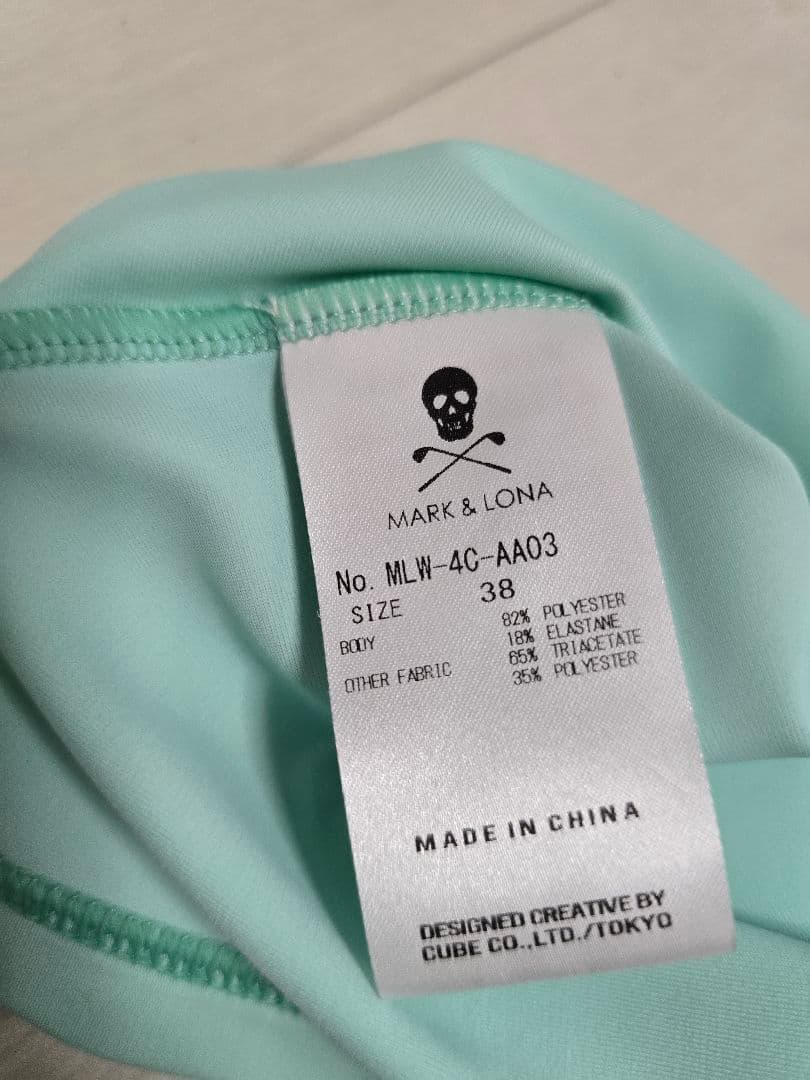 MARK & LONA
No. MLW-4C-AA03
SIZE 38
BODY 82% POLYESTER
18% ELASTANE
OTHER FABRIC 65% TRIACETATE
35% POLYESTER
MADE IN CHINA
DESIGNED CREATIVE BY
CUBE CO.,LTD./TOKYO